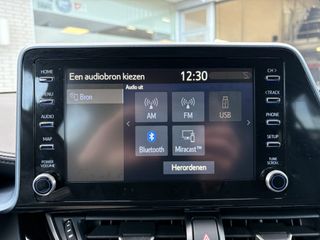 HOME
MENU
AUDIO
MAP
POWER
VOLUME
Een audiobron kiezen
12:30
Bron
Audio uit
AM
FM
USB
Bluetooth
Miracast™
Herordenen
CH
TRACK
PHONE
SETUP
TUNE
SCROLL